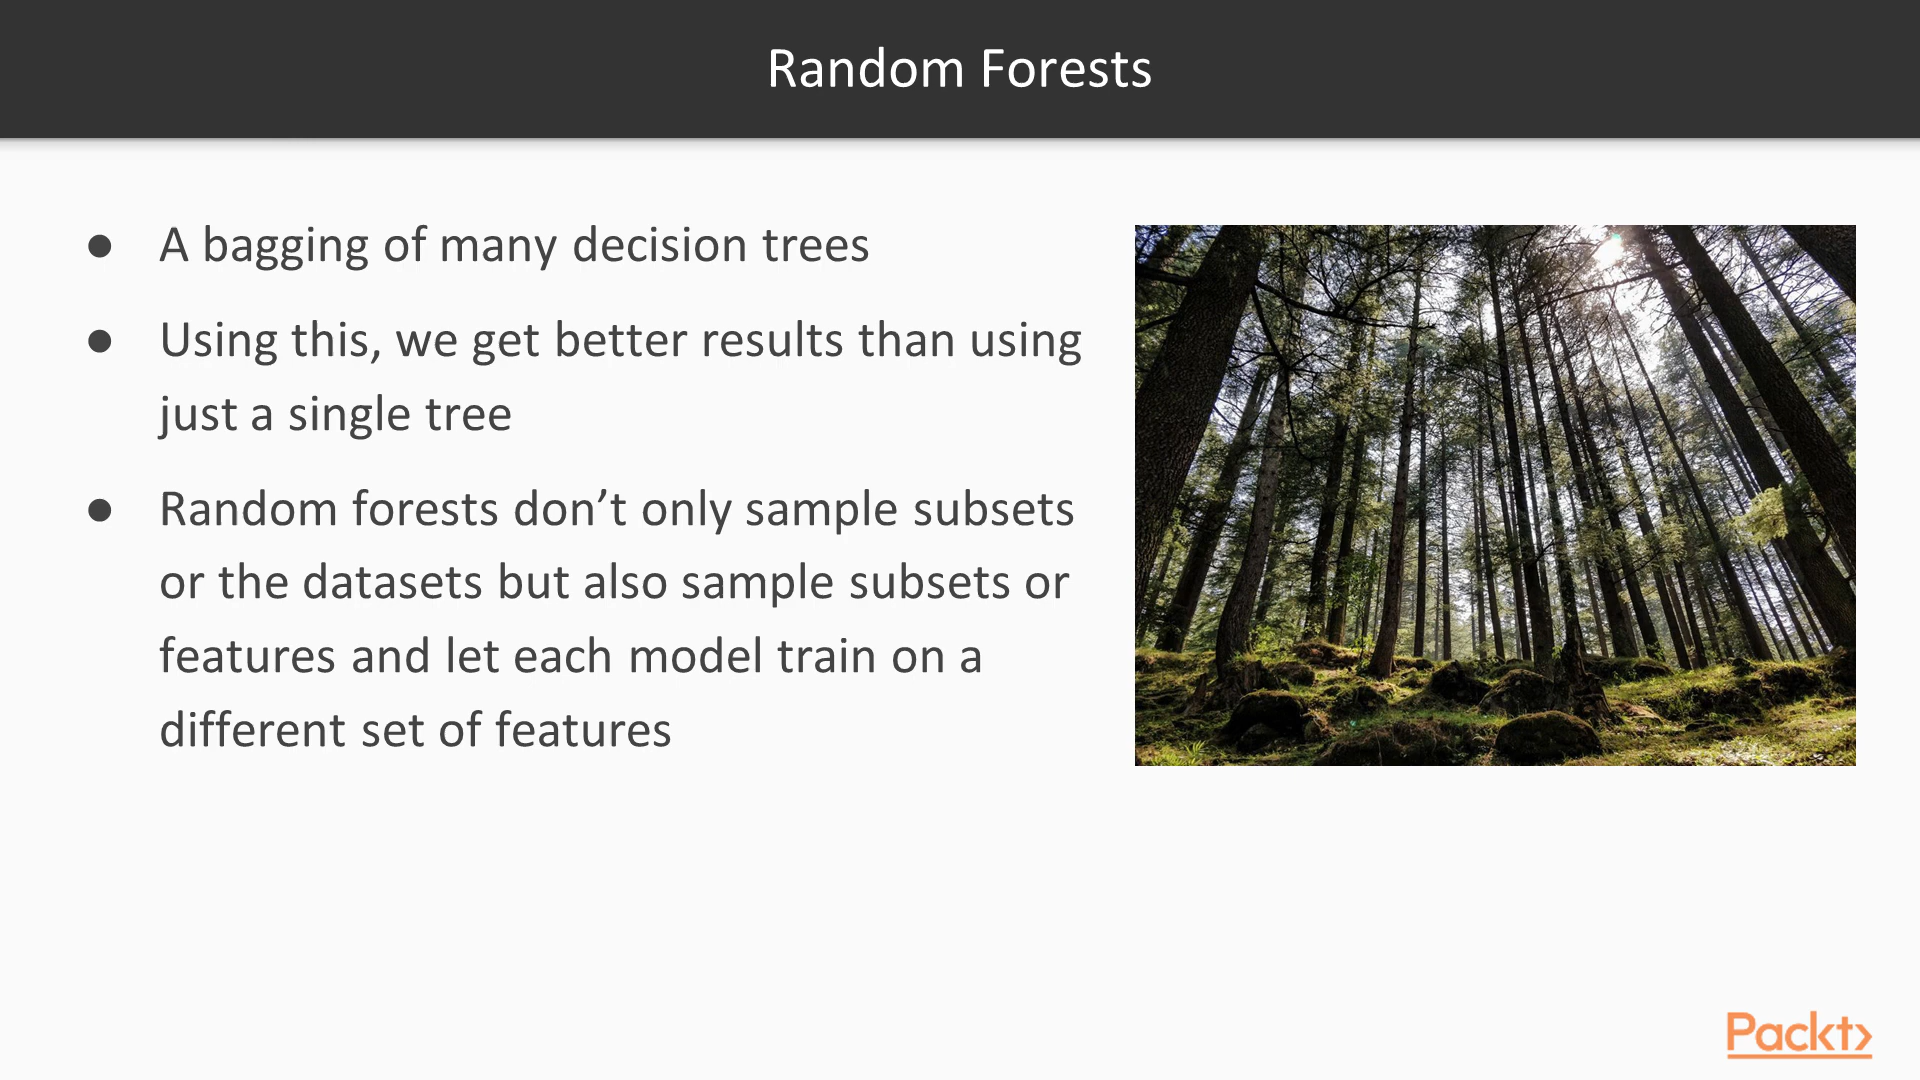 Random Forests
● A bagging of many decision trees
● Using this, we get better results than using
just a single tree
● Random forests don’t only sample subsets
or the datasets but also sample subsets or
features and let each model train on a
different set of features
Packt>